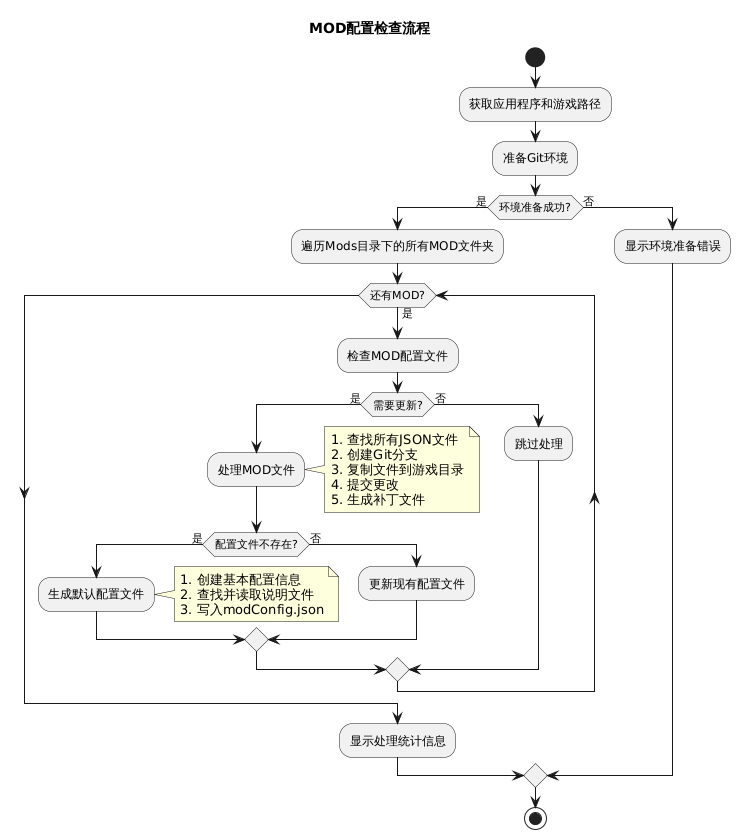 MOD配置检查流程
获取应用程序和游戏路径
准备Git环境
环境准备成功?
是
否
遍历Mods目录下的所有MOD文件夹
显示环境准备错误
还有MOD?
是
检查MOD配置文件
需要更新?
是
否
处理MOD文件
1. 查找所有JSON文件
2. 创建Git分支
3. 复制文件到游戏目录
4. 提交更改
5. 生成补丁文件
跳过处理
配置文件不存在?
是
否
生成默认配置文件
1. 创建基本配置信息
2. 查找并读取说明文件
3. 写入modConfig.json
更新现有配置文件
显示处理统计信息